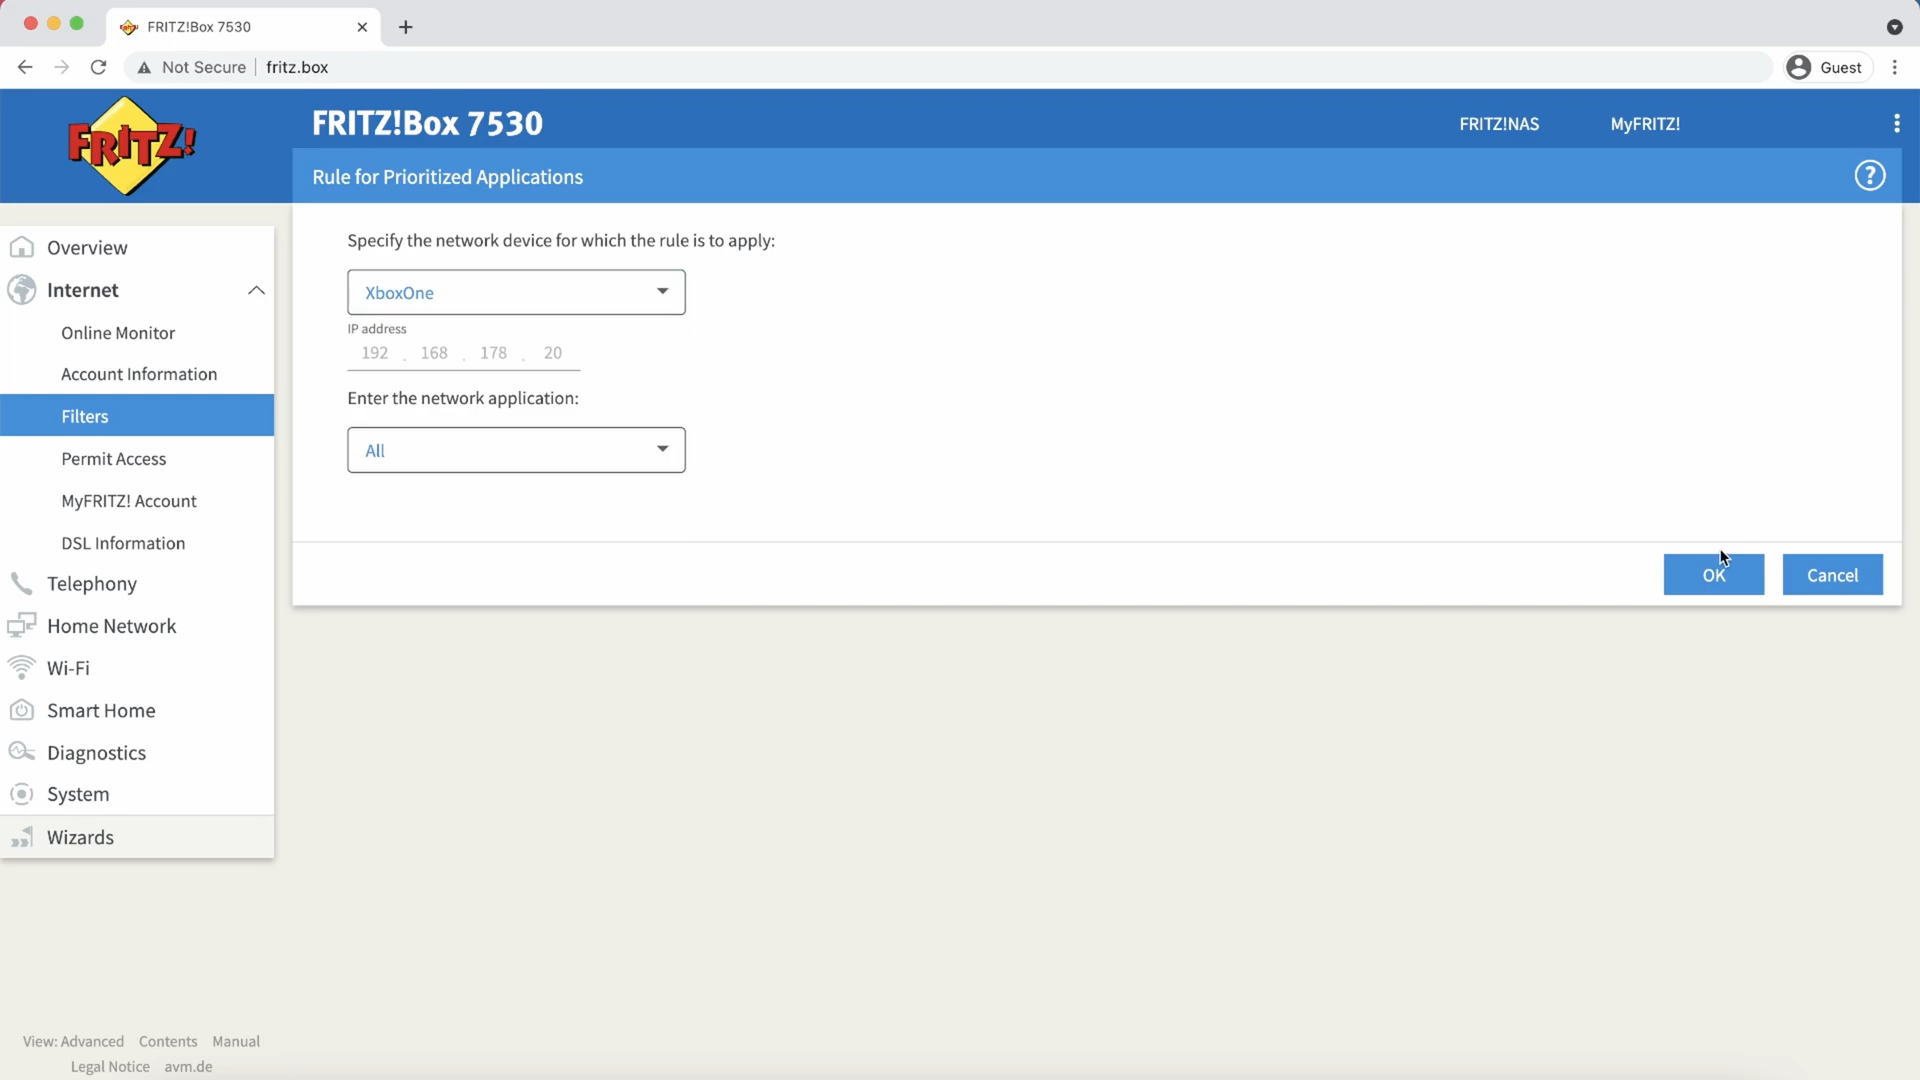 FRITZ!Box 7530
Not Secure
fritz.box
Guest
FRITZ!
FRITZ!Box 7530
FRITZ!NAS
MyFRITZ!
Rule for Prioritized Applications
?
Overview
Internet
Online Monitor
Account Information
Filters
Permit Access
MyFRITZ! Account
DSL Information
Telephony
Home Network
Wi-Fi
Smart Home
Diagnostics
System
Wizards
Specify the network device for which the rule is to apply:
XboxOne
IP address
192 . 168 . 178 . 20
Enter the network application:
All
OK
Cancel
View: Advanced Contents Manual
Legal Notice avm.de